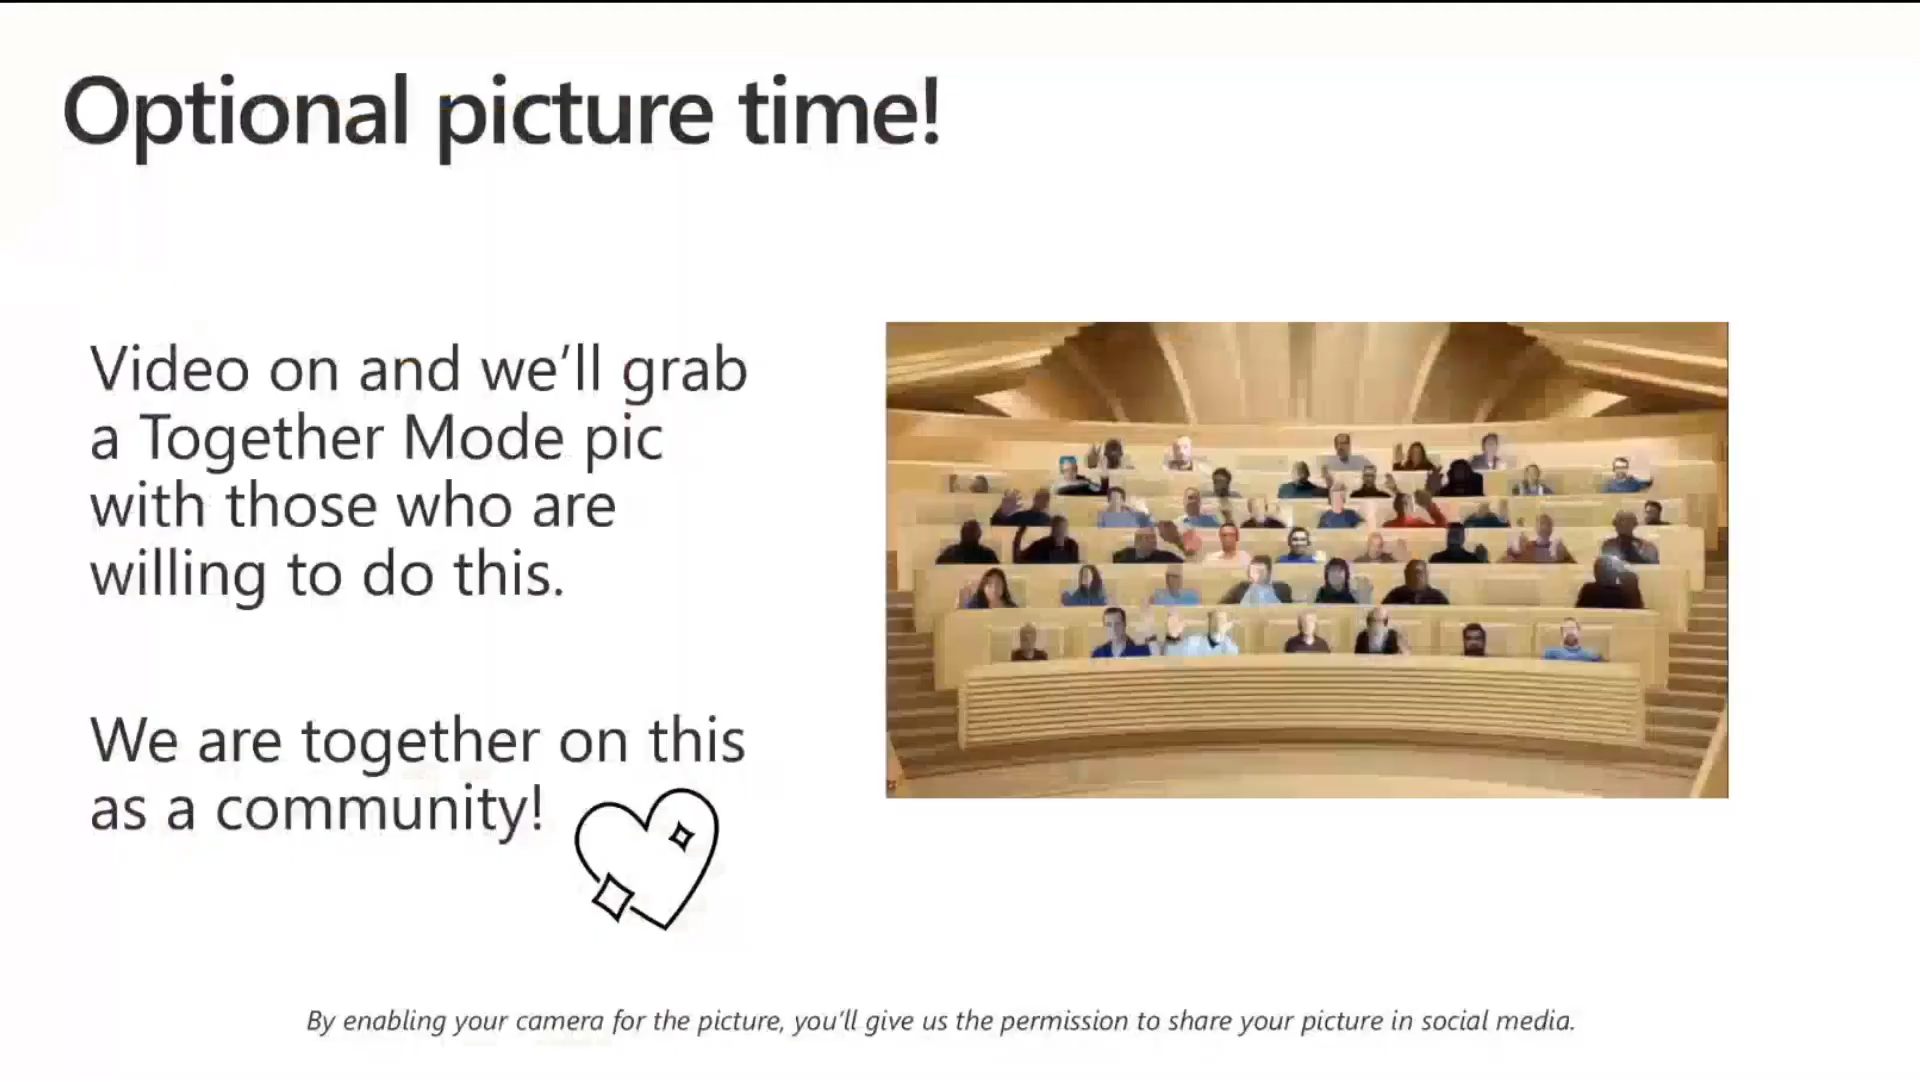 Optional picture time!
Video on and we’ll grab
a Together Mode pic
with those who are
willing to do this.
We are together on this
as a community!
By enabling your camera for the picture, you’ll give us the permission to share your picture in social media.